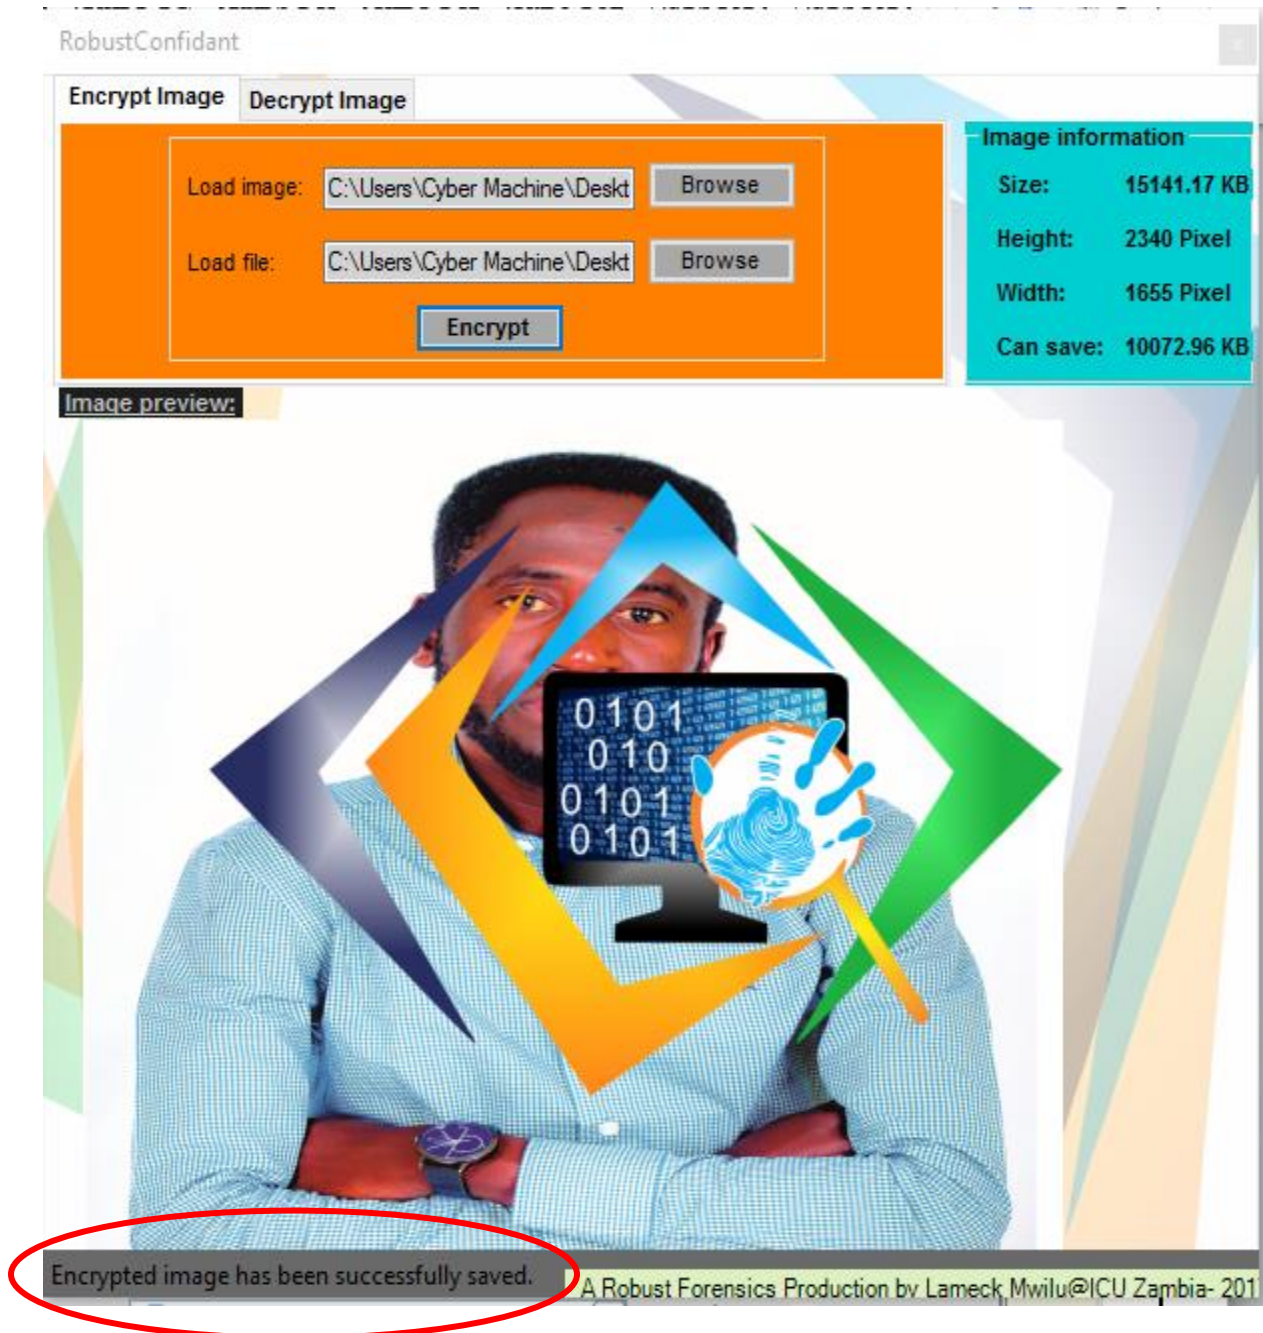 RobustConfidant
x
Encrypt Image Decrypt Image
Load image: C:\Users\Cyber Machine\Deskt Browse
Load file: C:\Users\Cyber Machine\Deskt Browse
Encrypt
Image information
Size: 15141.17 KB
Height: 2340 Pixel
Width: 1655 Pixel
Can save: 10072.96 KB
Image preview:
0101
010
0101
0101
Encrypted image has been successfully saved.
A Robust Forensics Production by Lameck Mwilu@ICU Zambia- 201